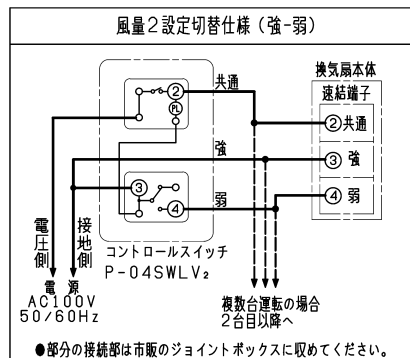 風量2設定切替仕様(強-弱)
換気扇本体
速結端子
共通
②
PL
②共通
強
③
③ 強
弱
④
④ 弱
電圧側
接地側
コントロールスイッチ
P-04SWLV₂
電 源
AC100V
50/60Hz
複数台運転の場合
2台目以降へ
●部分の接続部は市販のジョイントボックスに収めてください。